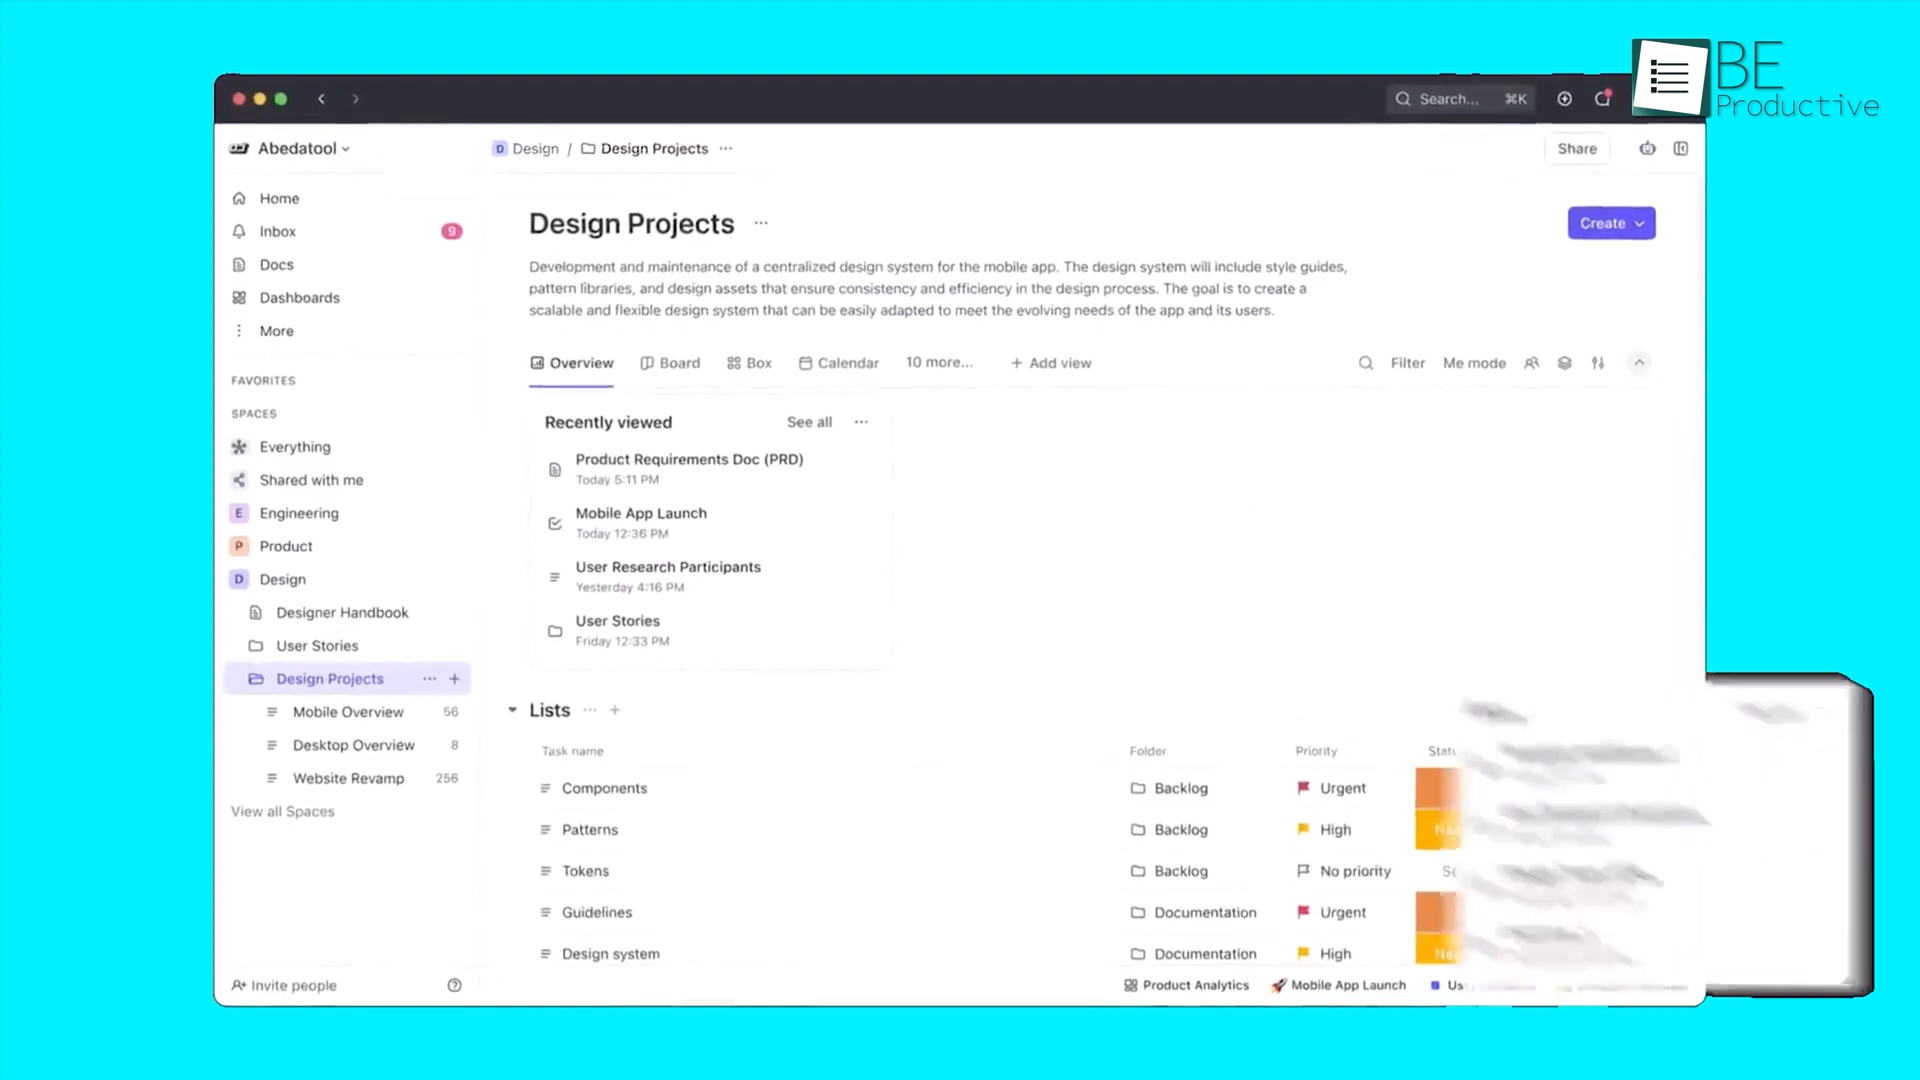 BE
Productive
Search... ⌘K
Abedatool
D Design / Design Projects ...
Share
Home
Inbox 9
Docs
Dashboards
More
FAVORITES
SPACES
Everything
Shared with me
E Engineering
P Product
D Design
Designer Handbook
User Stories
Design Projects ... +
Mobile Overview 56
Desktop Overview 8
Website Revamp 256
View all Spaces
Invite people
Design Projects ...
Create
Development and maintenance of a centralized design system for the mobile app. The design system will include style guides,
pattern libraries, and design assets that ensure consistency and efficiency in the design process. The goal is to create a
scalable and flexible design system that can be easily adapted to meet the evolving needs of the app and its users.
Overview Board Box Calendar 10 more... + Add view
Filter Me mode
Recently viewed See all ...
Product Requirements Doc (PRD)
Today 5:11 PM
Mobile App Launch
Today 12:36 PM
User Research Participants
Yesterday 4:16 PM
User Stories
Friday 12:33 PM
Lists ... +
Task name Folder Priority
Components Backlog Urgent
Patterns Backlog High
Tokens Backlog No priority
Guidelines Documentation Urgent
Design system Documentation High
Product Analytics Mobile App Launch